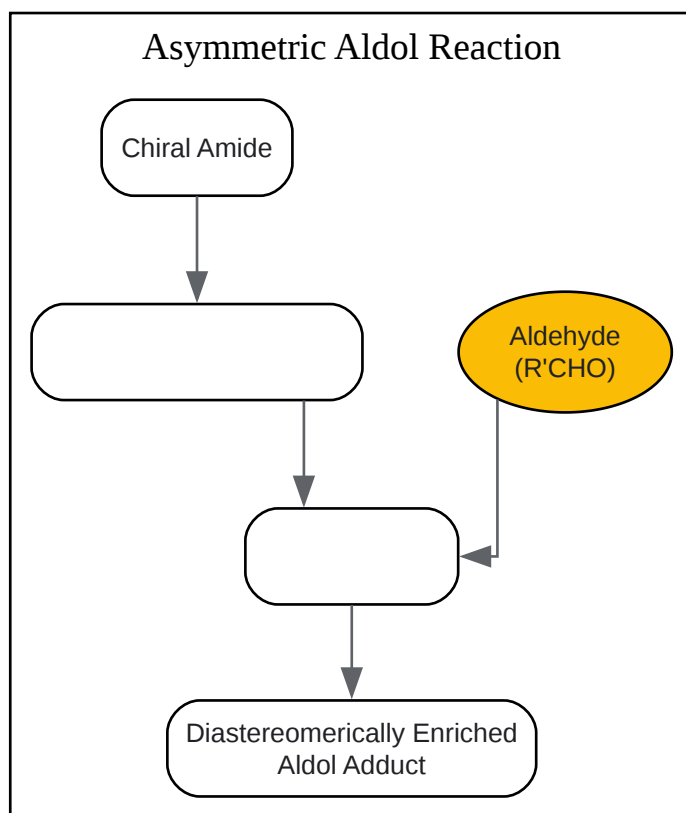 Asymmetric Aldol Reaction
Chiral Amide
Aldehyde
(R'CHO)
Diastereomerically Enriched
Aldol Adduct